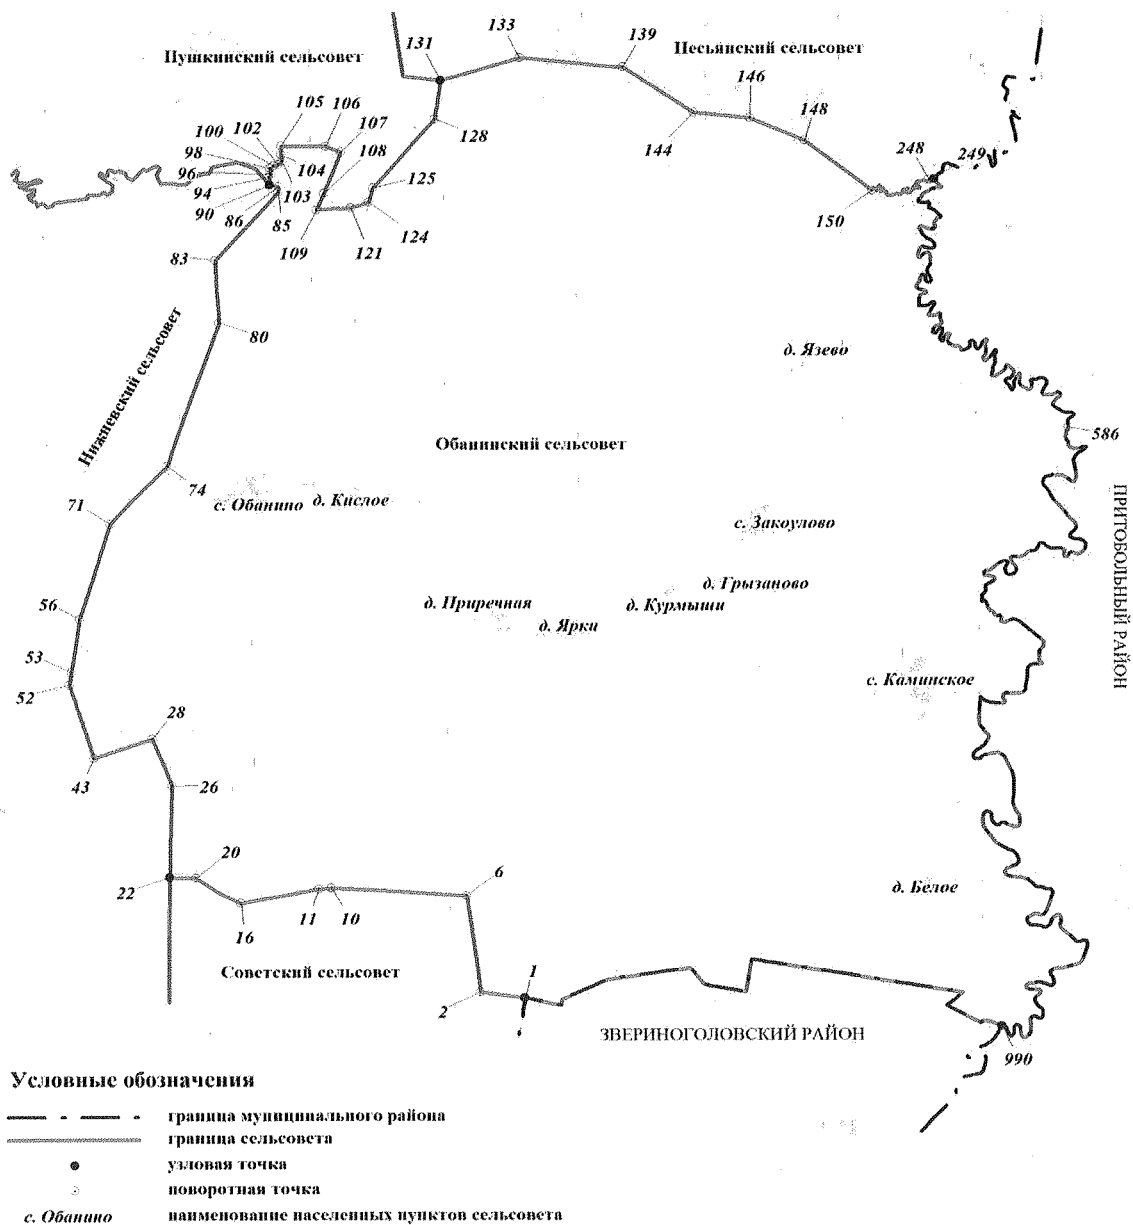 133
139
131
Песьянский сельсовет
Пушкинский сельсовет
146
148
105
106
100
102
107
128
144
98
108
248
249
96
104
94
103
125
90
86
85
150
109
121
124
83
80
Нижневский сельсовет
д. Язево
586
Обанинский сельсовет
74
с. Обанино
д. Кислое
71
с. Закоулово
ПРИТОБОЛЬНЫЙ РАЙОН
56
д. Приречная
д. Ярки
д. Курмыши
д. Грызаново
53
52
с. Каминское
28
43
26
20
22
6
д. Белое
16
11
10
Советский сельсовет
1
2
ЗВЕРИНОГОЛОВСКИЙ РАЙОН
990
Условные обозначения
граница муниципального района
граница сельсовета
узловая точка
поворотная точка
с. Обанино наименование населенных пунктов сельсовета